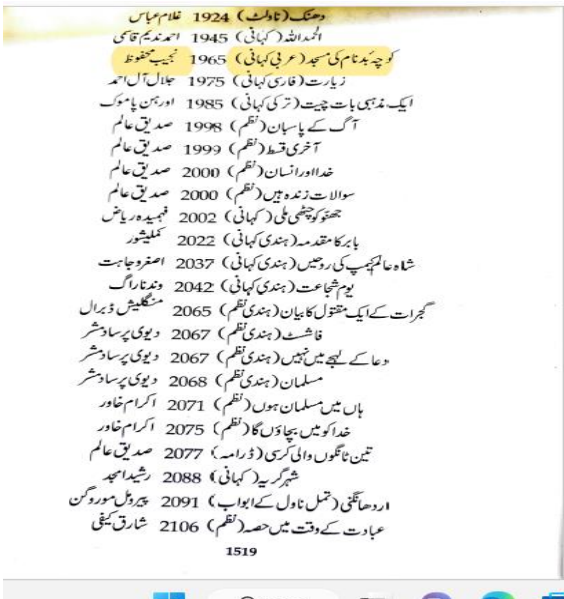 دھنک (ناولٹ) 1924 غلام عباس
الحمد اللہ (کہانی) 1945 احمد ندیم قاسمی
کوچہ بدنام کی مسجد (عربی کہانی) 1965 نجیب محفوظ
زیارت (فارسی کہانی) 1975 جلال آل احمد
ایک مذہبی بات چیت (ترکی کہانی) 1985 اورہن پاموک
آگ کے پاسبان (نظم) 1998 صدیق عالم
آخری قسط (نظم) 1999 صدیق عالم
خدا اور انسان (نظم) 2000 صدیق عالم
سوالات زندہ ہیں (نظم) 2000 صدیق عالم
جھنو کو چٹھی ملی (کہانی) 2002 فہمیدہ ریاض
بابر کا مقدمہ (ہندی کہانی) 2022 کملیشور
شاہ عالم کیمپ کی روحیں (ہندی کہانی) 2037 اصغر وجاہت
یوم شجاعت (ہندی کہانی) 2042 وندنا راگ
گجرات کے ایک مقتول کا بیان (ہندی نظم) 2065 منگلیش ڈبرال
فاشٹ (ہندی نظم) 2067 دیوی پرساد مشر
دعا کے لہجے میں نہیں (ہندی نظم) 2067 دیوی پرساد مشر
مسلمان (ہندی نظم) 2068 دیوی پرساد مشر
ہاں میں مسلمان ہوں (نظم) 2071 اکرام خاور
خدا کو میں بچاؤں گا (نظم) 2075 اکرام خاور
تین ٹانگوں والی کرسی (ڈرامہ) 2077 صدیق عالم
شہر گریہ (کہانی) 2088 رشید امجد
اردھانگنی (تمل ناول کے ابواب) 2091 پیرومل موروگن
عبادت کے وقت میں حصہ (نظم) 2106 شارق کیفی
1519